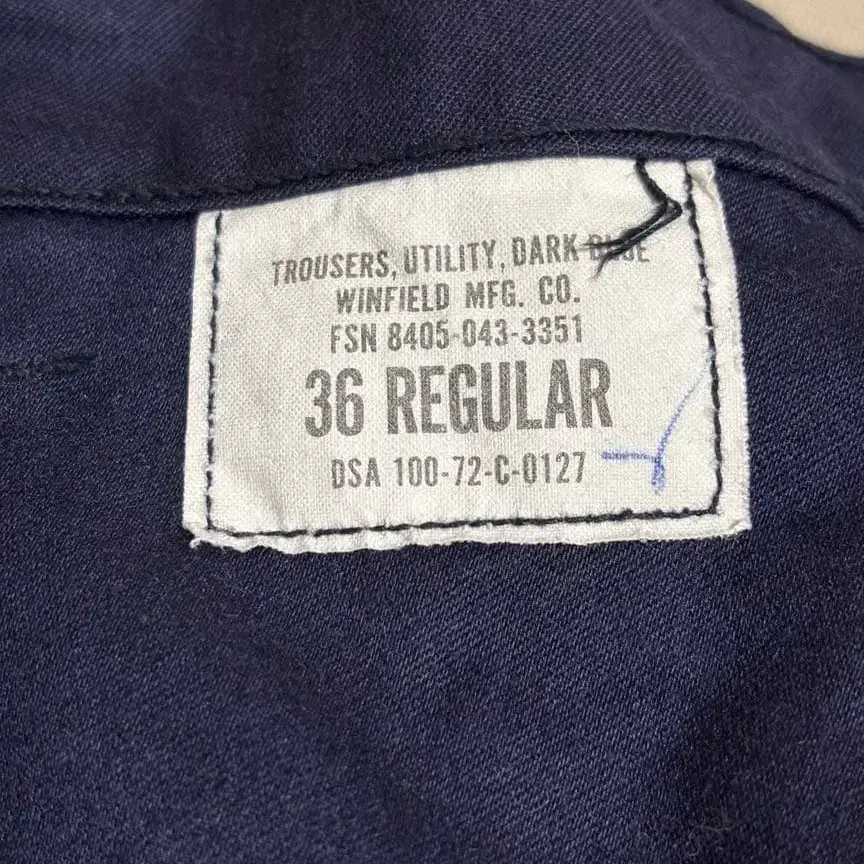 TROUSERS, UTILITY, DARK BLUE
WINFIELD MFG. CO.
FSN 8405-043-3351
36 REGULAR
DSA 100-72-C-0127